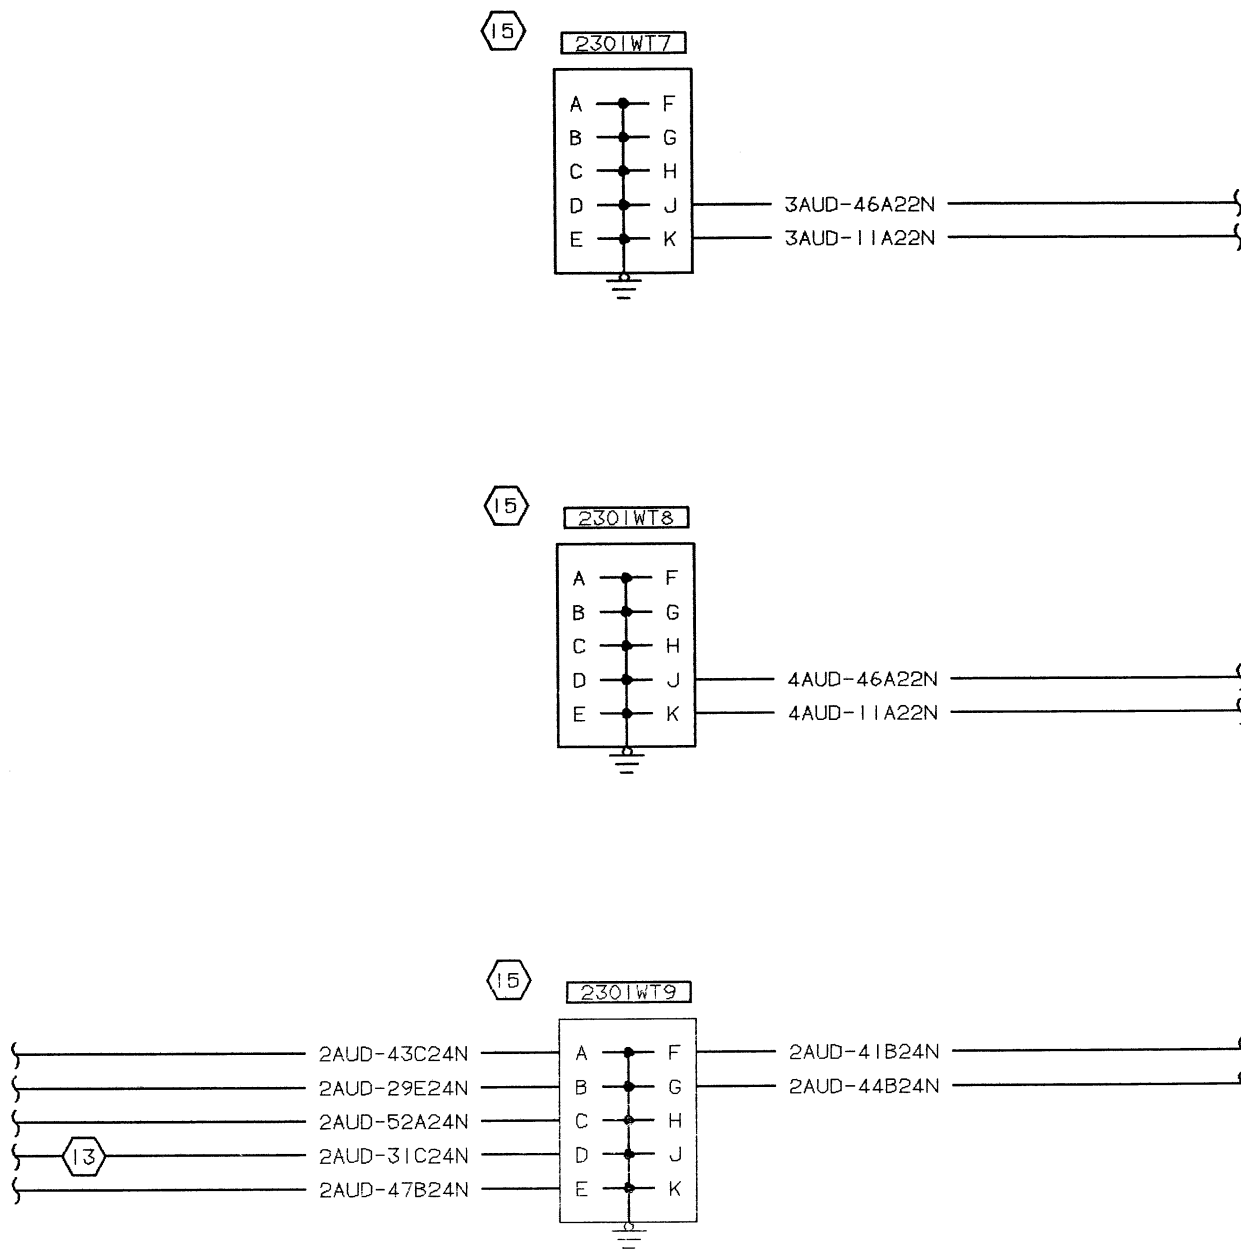 15
2301WT7
A F
B G
C H
D J 3AUD-46A22N
E K 3AUD-11A22N
15
2301WT8
A F
B G
C H
D J 4AUD-46A22N
E K 4AUD-11A22N
15
2301WT9
2AUD-43C24N A F 2AUD-41B24N
2AUD-29E24N B G 2AUD-44B24N
2AUD-52A24N C H
13 2AUD-31C24N D J
2AUD-47B24N E K